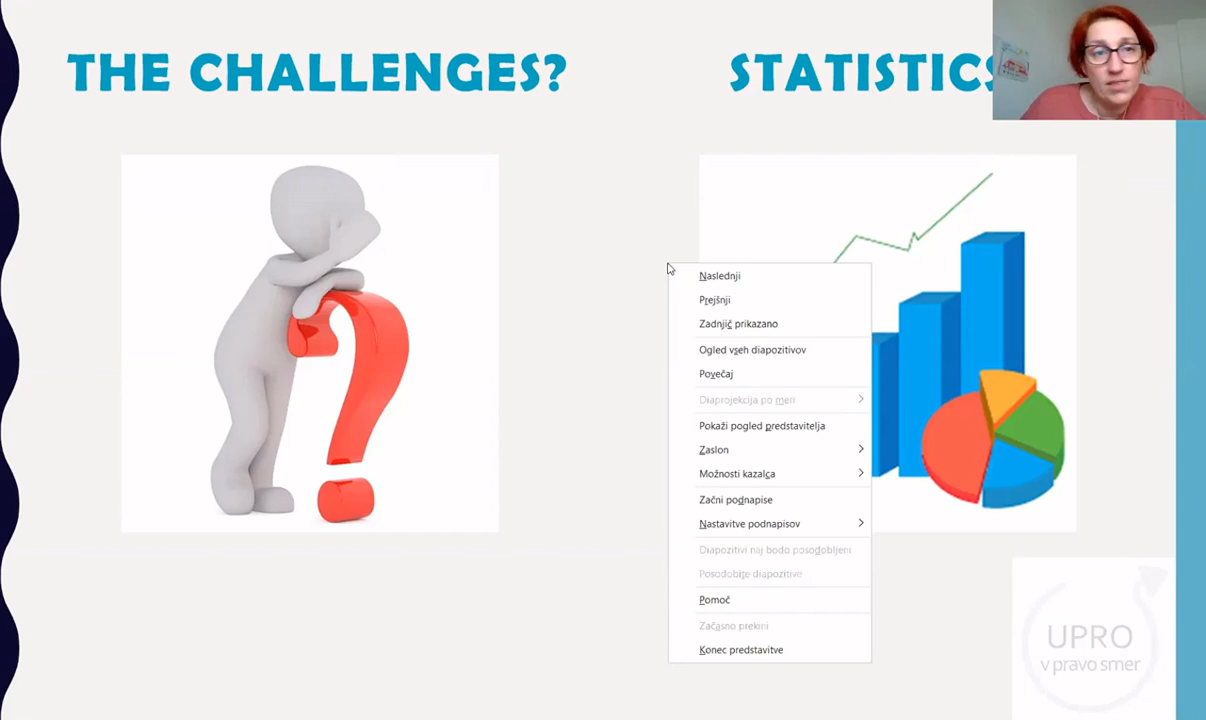 THE CHALLENGES?
STATISTICS
Naslednji
Prejšnji
Zadnjič prikazano
Ogled vseh diapozitivov
Povečaj
Diaprojekcija po meri
Pokaži pogled predstavitelja
Zaslon
Možnosti kazalca
Začni podnapise
Nastavitve podnapisov
Diapozitivi naj bodo posodobljeni
Posodobite diapozitive
Pomoč
Začasno prekini
Konec predstavitve
UPRO
v pravo smer